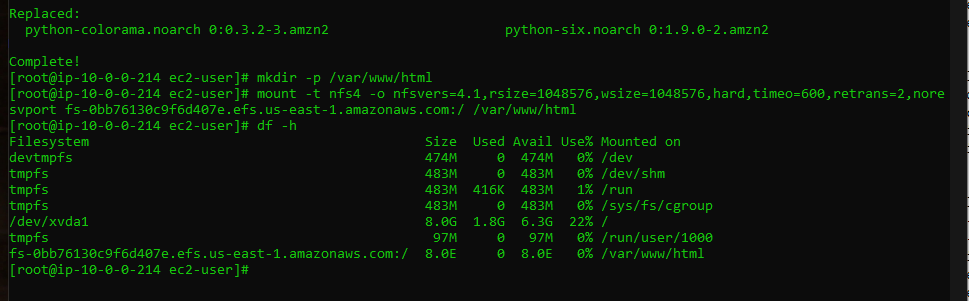 Replaced:
python-colorama.noarch 0:0.3.2-3.amzn2 python-six.noarch 0:1.9.0-2.amzn2
Complete!
[root@ip-10-0-0-214 ec2-user]# mkdir -p /var/www/html
[root@ip-10-0-0-214 ec2-user]# mount -t nfs4 -o nfsvers=4.1,rsize=1048576,wsize=1048576,hard,timeo=600,retrans=2,nore
svport fs-0bb76130c9f6d407e.efs.us-east-1.amazonaws.com:/ /var/www/html
[root@ip-10-0-0-214 ec2-user]# df -h
Filesystem Size Used Avail Use% Mounted on
devtmpfs 474M 0 474M 0% /dev
tmpfs 483M 0 483M 0% /dev/shm
tmpfs 483M 416K 483M 1% /run
tmpfs 483M 0 483M 0% /sys/fs/cgroup
/dev/xvda1 8.0G 1.8G 6.3G 22% /
tmpfs 97M 0 97M 0% /run/user/1000
fs-0bb76130c9f6d407e.efs.us-east-1.amazonaws.com:/ 8.0E 0 8.0E 0% /var/www/html
[root@ip-10-0-0-214 ec2-user]#